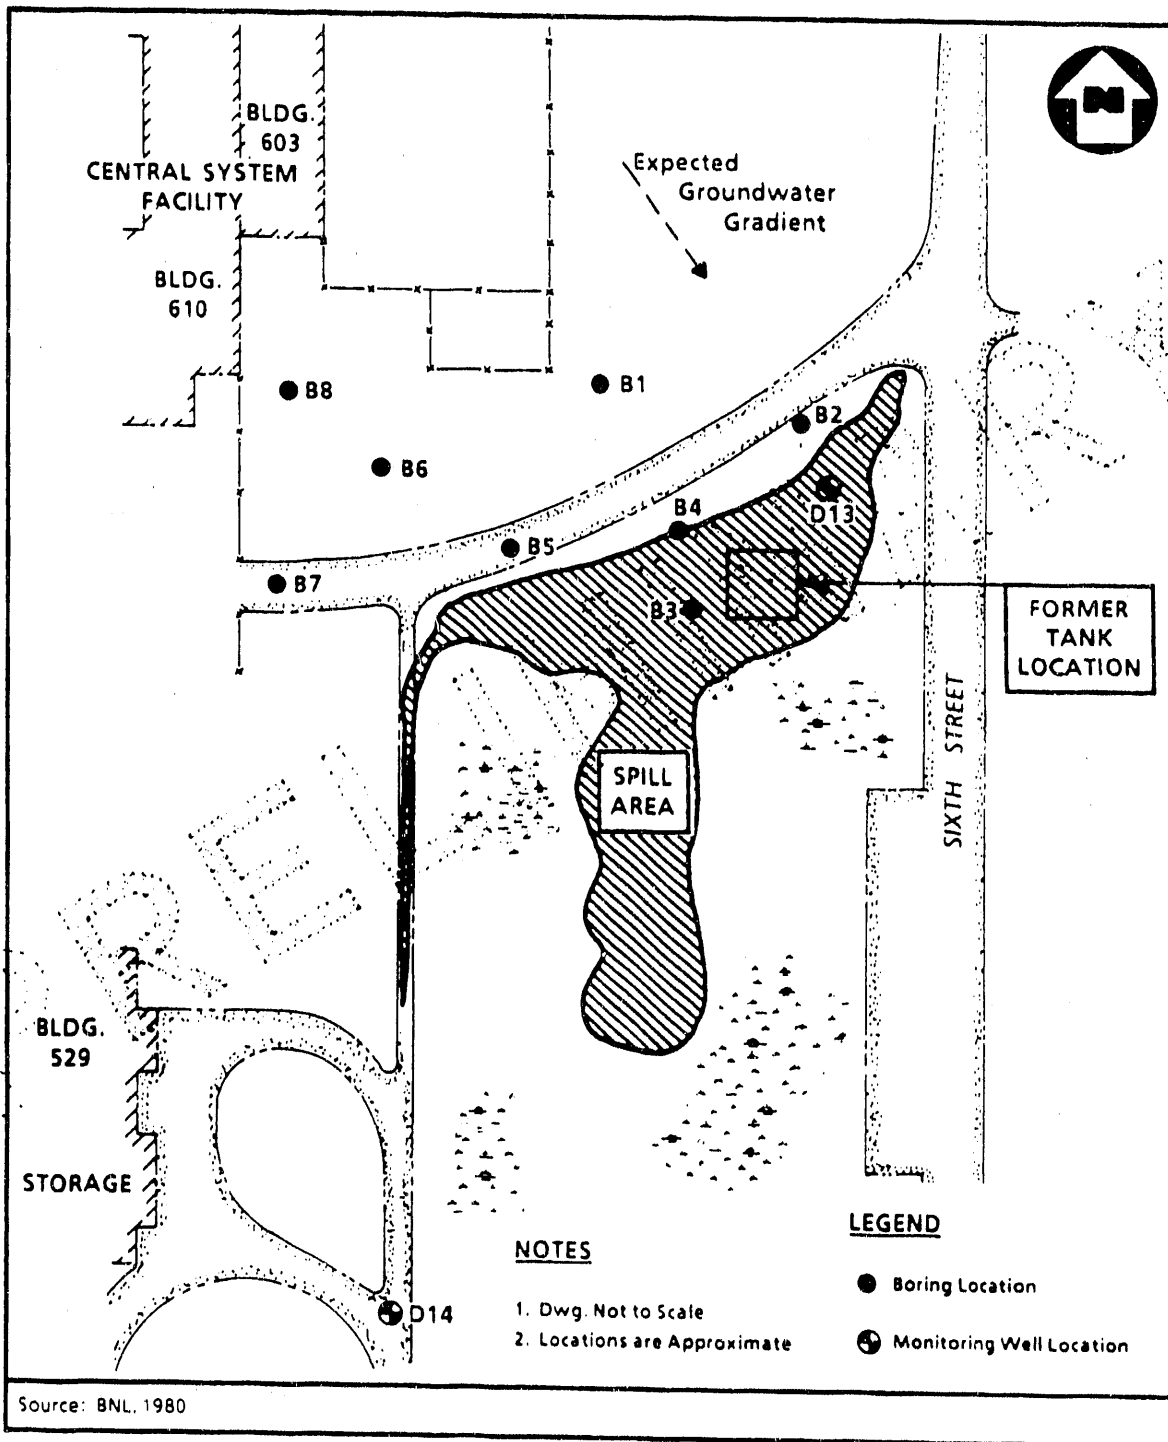 N
BLDG.
603
CENTRAL SYSTEM
FACILITY
Expected
Groundwater
Gradient
BLDG.
610
B8
B1
B2
B6
D13
B4
B5
B7
B3
FORMER
TANK
LOCATION
SIXTH STREET
SPILL
AREA
BLDG.
529
STORAGE
D14
NOTES
1. Dwg. Not to Scale
2. Locations are Approximate
LEGEND
Boring Location
Monitoring Well Location
Source: BNL, 1980